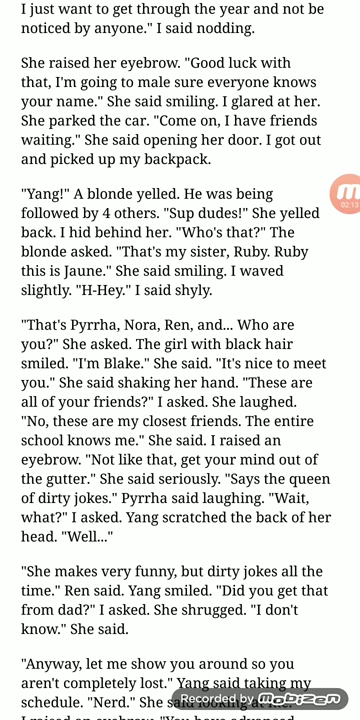 I just want to get through the year and not be
noticed by anyone." I said nodding.
She raised her eyebrow. "Good luck with
that, I'm going to male sure everyone knows
your name." She said smiling. I glared at her.
She parked the car. "Come on, I have friends
waiting." She said opening her door. I got out
and picked up my backpack.
"Yang!" A blonde yelled. He was being
followed by 4 others. "Sup dudes!" She yelled
back. I hid behind her. "Who's that?" The
blonde asked. "That's my sister, Ruby. Ruby
this is Jaune." She said smiling. I waved
slightly. "H-Hey." I said shyly.
"That's Pyrrha, Nora, Ren, and... Who are
you?" She asked. The girl with black hair
smiled. "I'm Blake." She said. "It's nice to meet
you." She said shaking her hand. "These are
all of your friends?" I asked. She laughed.
"No, these are my closest friends. The entire
school knows me." She said. I raised an
eyebrow. "Not like that, get your mind out of
the gutter." She said seriously. "Says the queen
of dirty jokes." Pyrrha said laughing. "Wait,
what?" I asked. Yang scratched the back of her
head. "Well..."
"She makes very funny, but dirty jokes all the
time." Ren said. Yang smiled. "Did you get that
from dad?" I asked. She shrugged. "I don't
know." She said.
"Anyway, let me show you around so you
aren't completely lost." Yang said taking my
schedule. "Nerd." She said looking at me.
I raised an eyebrow. "You have advanced
02:13
Recorded by Mobizen